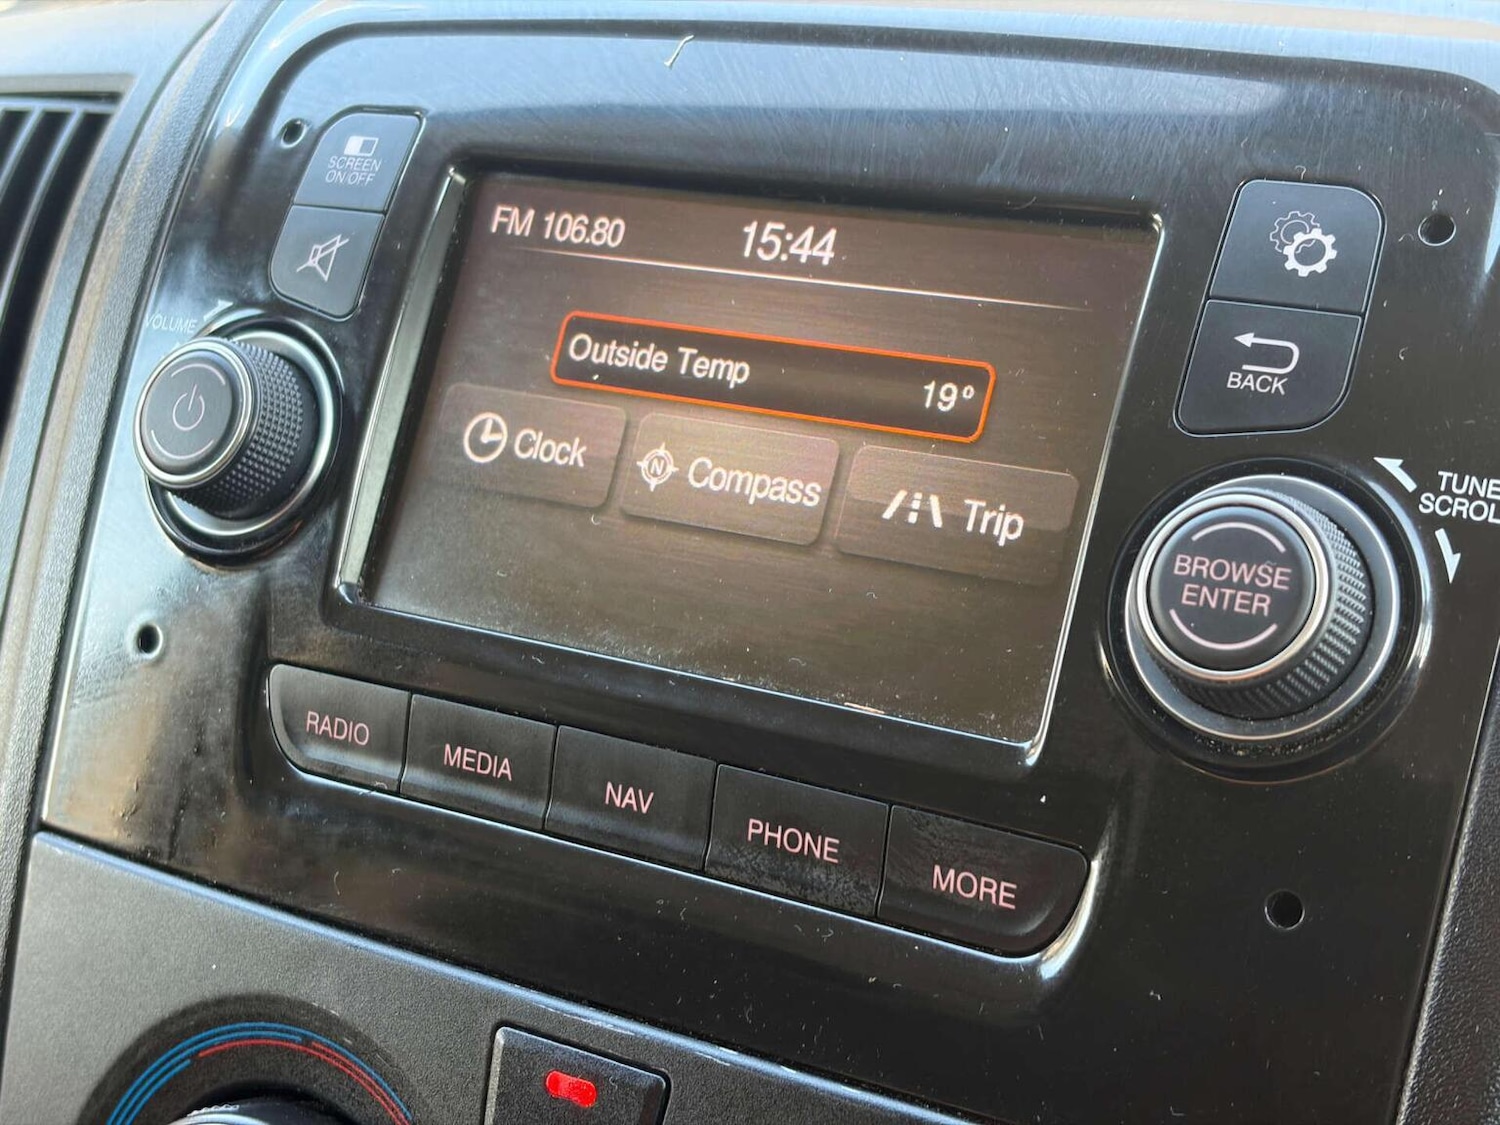 SCREEN
ON/OFF
VOLUME
FM 106.80
15:44
Outside Temp
19°
Clock
N
Compass
Trip
BACK
TUNE
BROWSE
ENTER
RADIO
MEDIA
NAV
PHONE
MORE